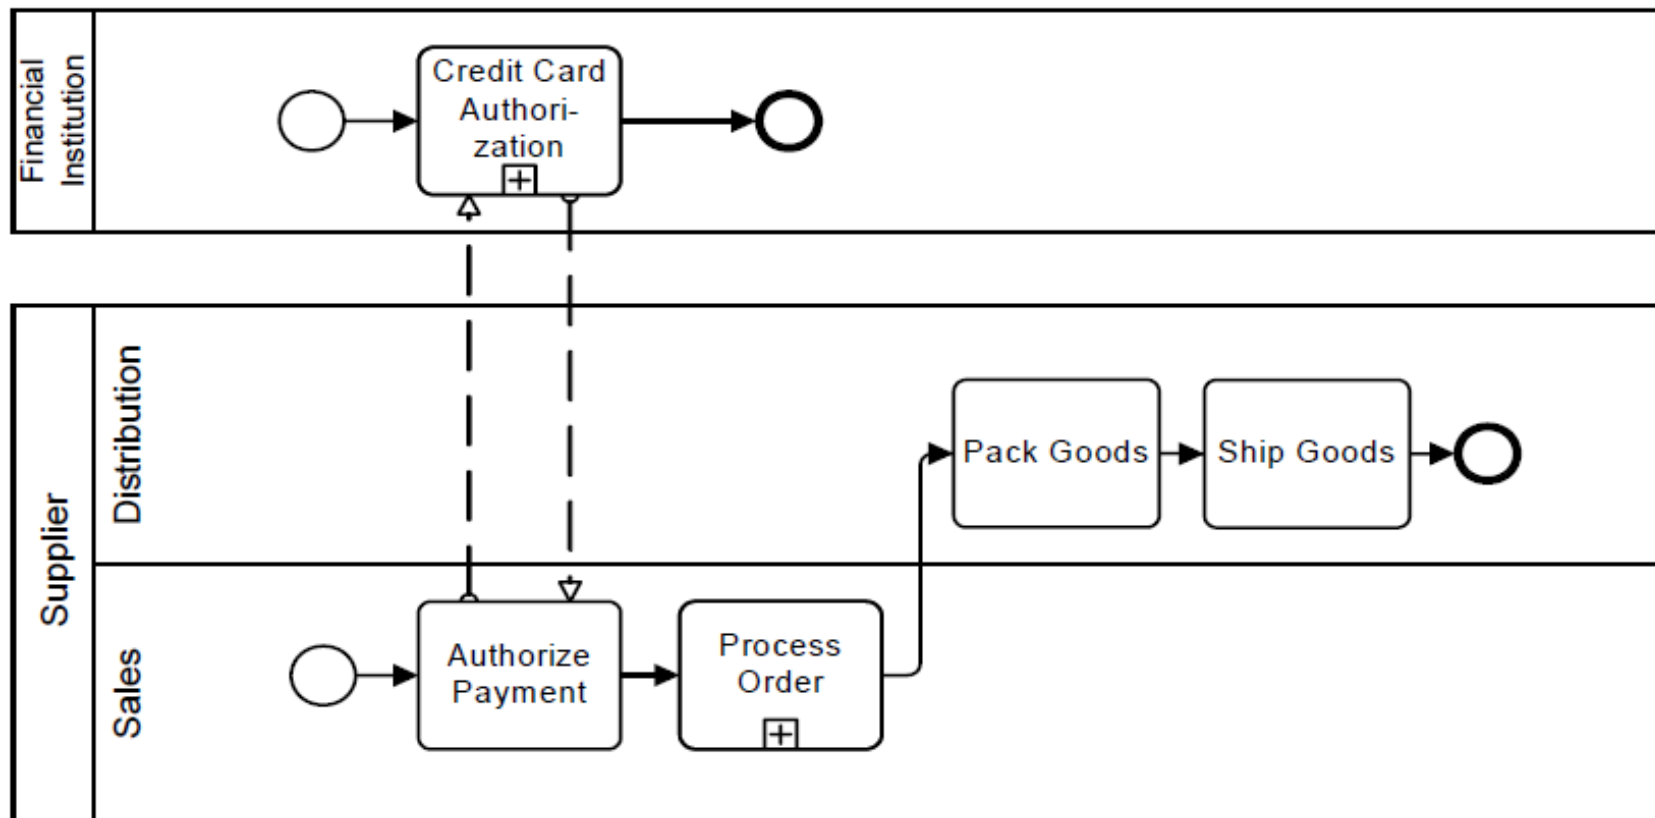 Financial
Institution
Credit Card
Authori-
zation
Supplier
Distribution
Pack Goods
Ship Goods
Sales
Authorize
Payment
Process
Order